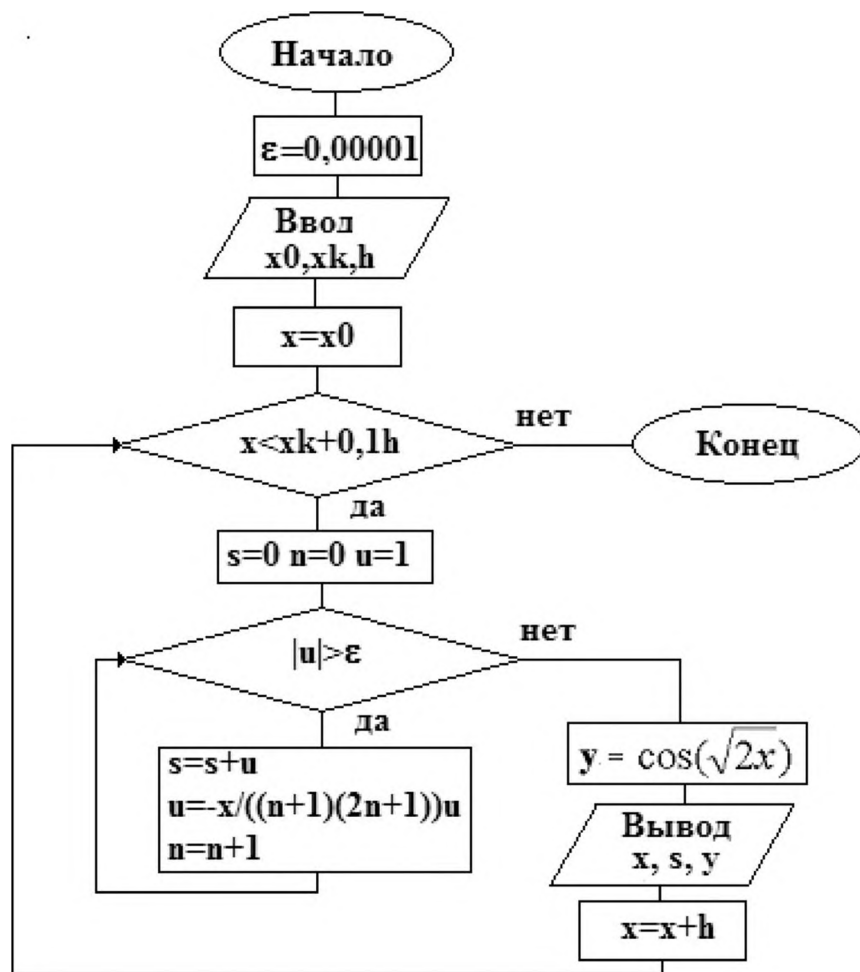 Начало
ε=0,00001
Ввод
x0,xk,h
x=x0
x<xk+0,1h
нет
Конец
да
s=0 n=0 u=1
|u|>ε
нет
да
s=s+u
u=-x/((n+1)(2n+1))u
n=n+1
y = cos(√2x)
Вывод
x, s, y
x=x+h